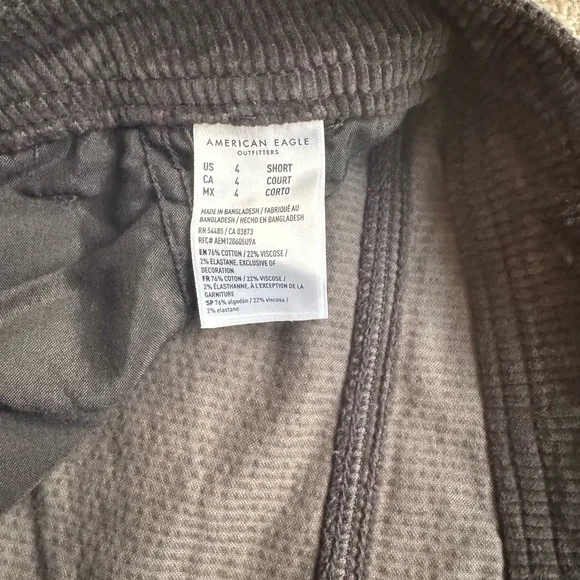 AMERICAN EAGLE
OUTFITTERS
US 4 SHORT
CA 4 COURT
MX 4 CORTO
MADE IN BANGLADESH / FABRIQUÉ AU
BANGLADESH / HECHO EN BANGLADESH
RN 54485 / CA 03873
RFC# AEM120605U9A
EN 76% COTTON / 22% VISCOSE /
2% ELASTANE. EXCLUSIVE OF
DECORATION
FR 76% COTON / 22% VISCOSE /
2% ÉLASTHANNE. À L'EXCEPTION DE LA
GARNITURE
SP 76% algodón / 22% viscosa /
2% elastano